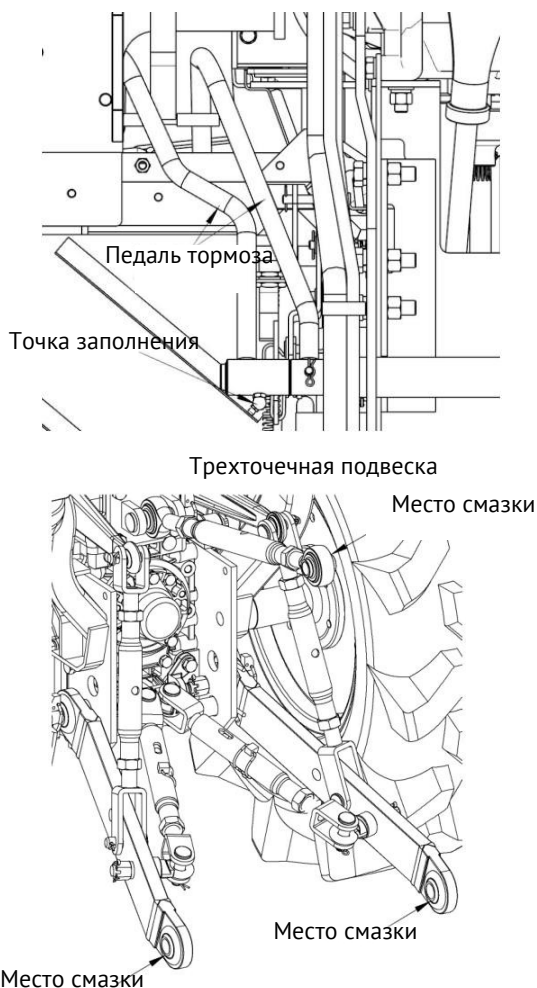 Педаль тормоза
Точка заполнения
Трехточечная подвеска
Место смазки
Место смазки
Место смазки